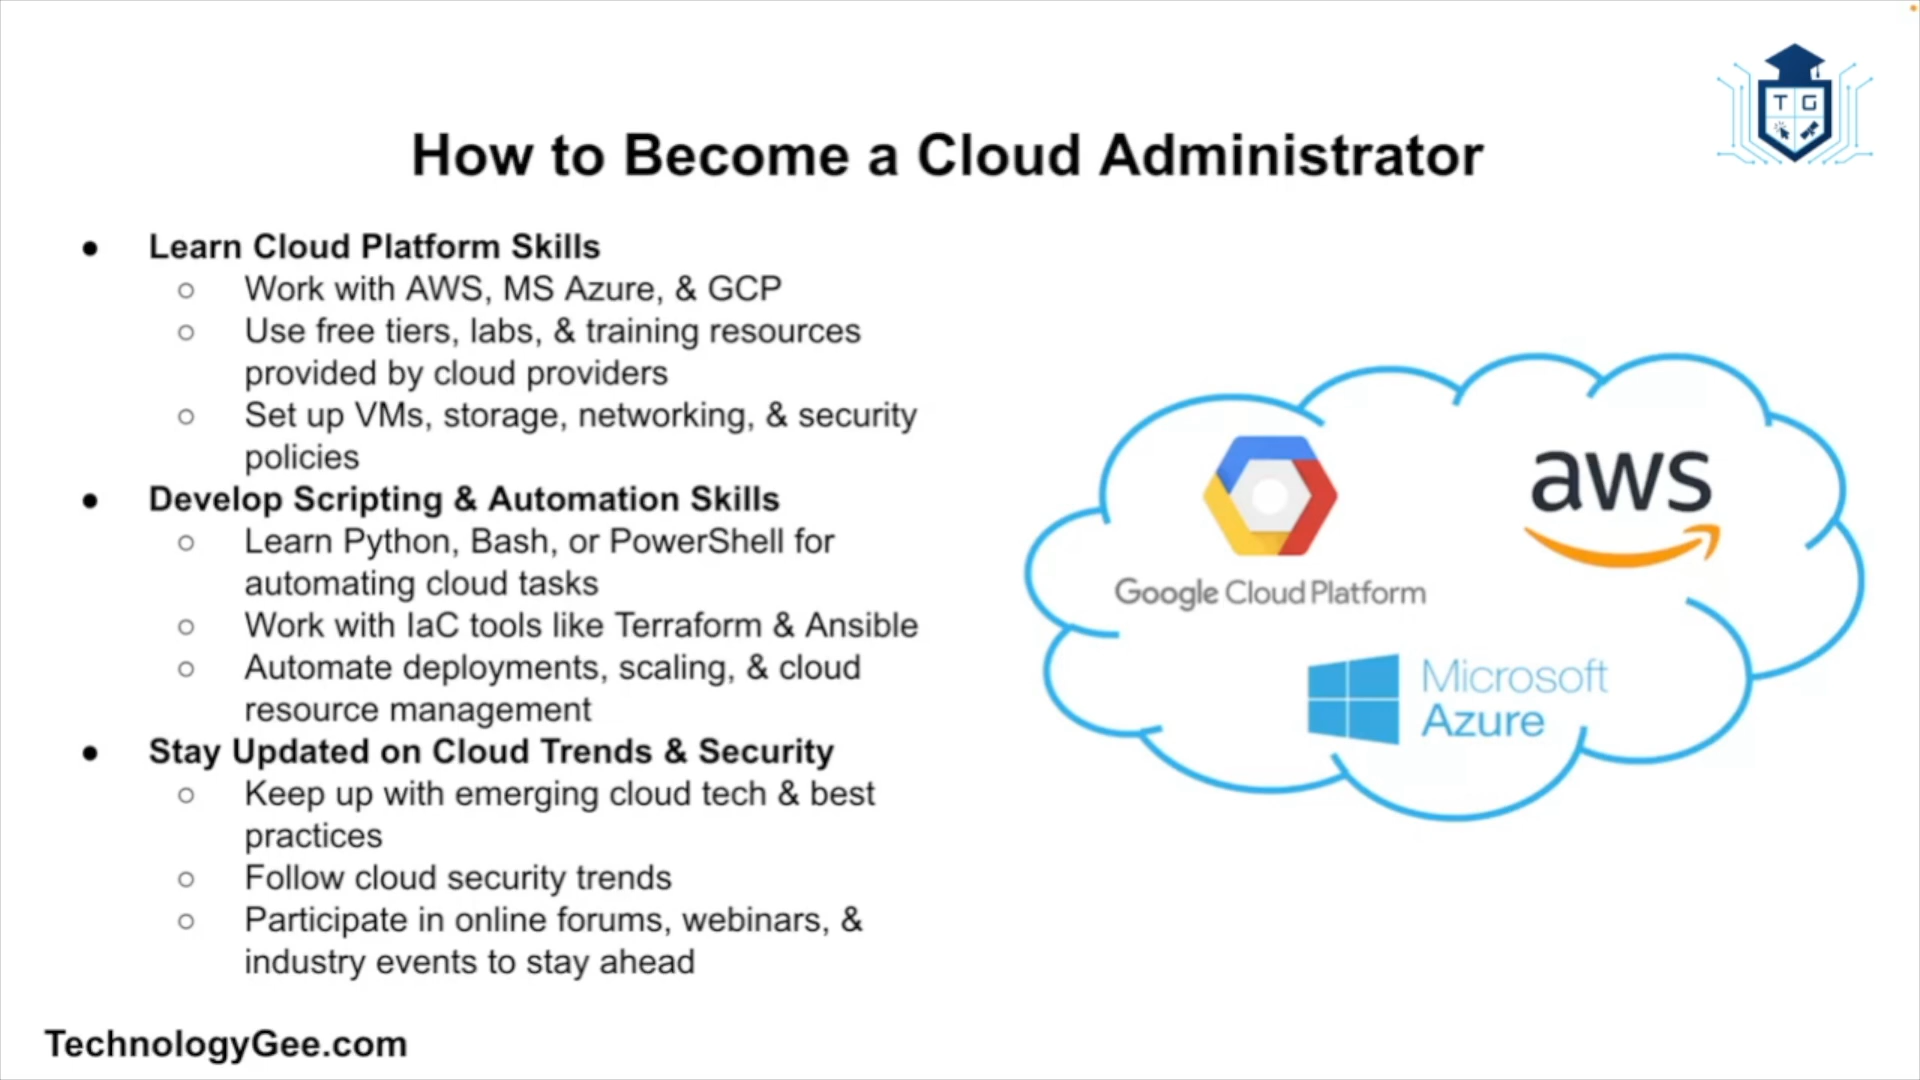 T G
How to Become a Cloud Administrator
● Learn Cloud Platform Skills
○ Work with AWS, MS Azure, & GCP
○ Use free tiers, labs, & training resources
provided by cloud providers
○ Set up VMs, storage, networking, & security
policies
● Develop Scripting & Automation Skills
○ Learn Python, Bash, or PowerShell for
automating cloud tasks
○ Work with IaC tools like Terraform & Ansible
○ Automate deployments, scaling, & cloud
resource management
● Stay Updated on Cloud Trends & Security
○ Keep up with emerging cloud tech & best
practices
○ Follow cloud security trends
○ Participate in online forums, webinars, &
industry events to stay ahead
aws
Google Cloud Platform
Microsoft
Azure
TechnologyGee.com